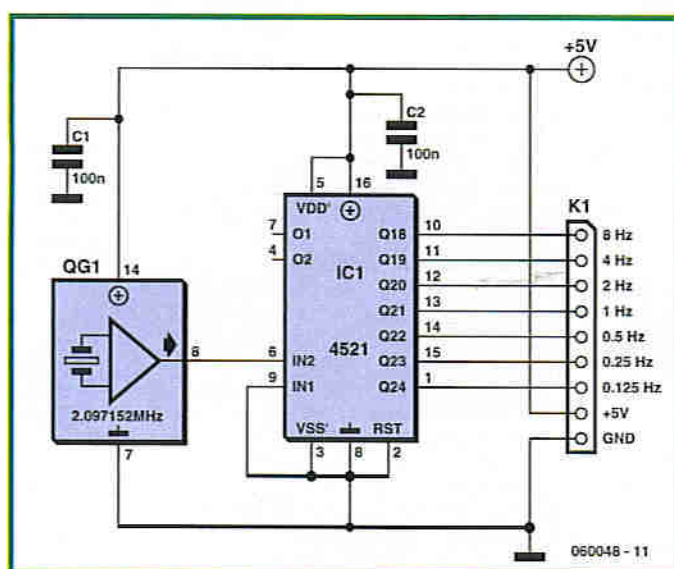 +5V
C1
100n
C2
100n
5
16
VDD'
7
O1
4
O2
IC1
4521
Q18
10
Q19
11
Q20
12
Q21
13
Q22
14
Q23
15
Q24
1
K1
8 Hz
4 Hz
2 Hz
1 Hz
0.5 Hz
0.25 Hz
0.125 Hz
+5V
GND
QG1
14
8
2.097152MHz
7
6
IN2
9
IN1
VSS'
RST
3
8
2
060048 - 11